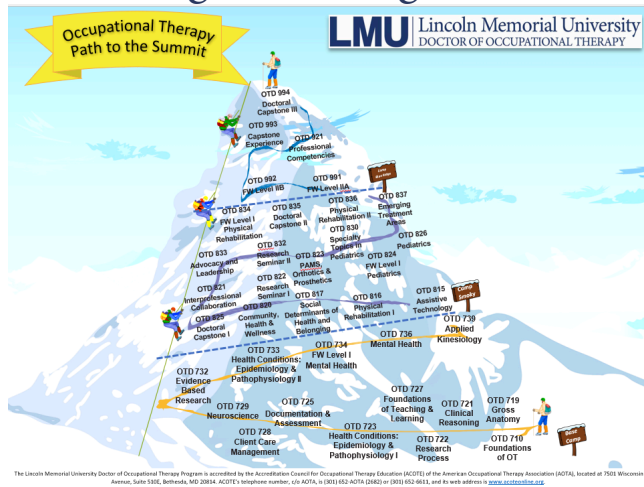 Occupational Therapy
Path to the Summit
LMU
Lincoln Memorial University
DOCTOR OF OCCUPATIONAL THERAPY
OTD 994
Doctoral
Capstone III
OTD 993
Capstone
Experience
OTD 921
Professional
Competencies
OTD 992
FW Level IIB
OTD 991
FW Level IIA
OTD 834
FW Level I
Physical
Rehabilitation
OTD 835
Doctoral
Capstone II
OTD 836
Physical
Rehabilitation II
OTD 837
Emerging
Treatment
Areas
OTD 830
Specialty
Topics in
Pediatrics
OTD 826
Pediatrics
OTD 833
Advocacy and
Leadership
OTD 832
Research
Seminar II
OTD 823
PAMS,
Orthotics &
Prosthetics
OTD 824
FW Level I
Pediatrics
OTD 821
Interprofessional
Collaboration
OTD 822
Research
Seminar I
OTD 817
Social
Determinants of
Health and
Belonging
OTD 816
Physical
Rehabilitation I
OTD 815
Assistive
Technology
Camp
Smoky
OTD 825
Doctoral
Capstone I
OTD 820
Community,
Health &
Wellness
OTD 739
Applied
Kinesiology
OTD 736
Mental Health
OTD 734
FW Level I
Mental Health
OTD 733
Health Conditions:
Epidemiology &
Pathophysiology II
OTD 732
Evidence
Based
Research
OTD 729
Neuroscience
OTD 725
Documentation &
Assessment
OTD 727
Foundations
of Teaching &
Learning
OTD 721
Clinical
Reasoning
OTD 719
Gross
Anatomy
OTD 728
Client Care
Management
OTD 723
Health Conditions:
Epidemiology &
Pathophysiology I
OTD 722
Research
Process
OTD 710
Foundations
of OT
Base
Camp
The Lincoln Memorial University Doctor of Occupational Therapy Program is accredited by the Accreditation Council for Occupational Therapy Education (ACOTE) of the American Occupational Therapy Association (AOTA), located at 7501 Wisconsin
Avenue, Suite 510E, Bethesda, MD 20814. ACOTE's telephone number, c/o AOTA, is (301) 652-AOTA (2682) or (301) 652-6611, and its web address is www.acoteonline.org.